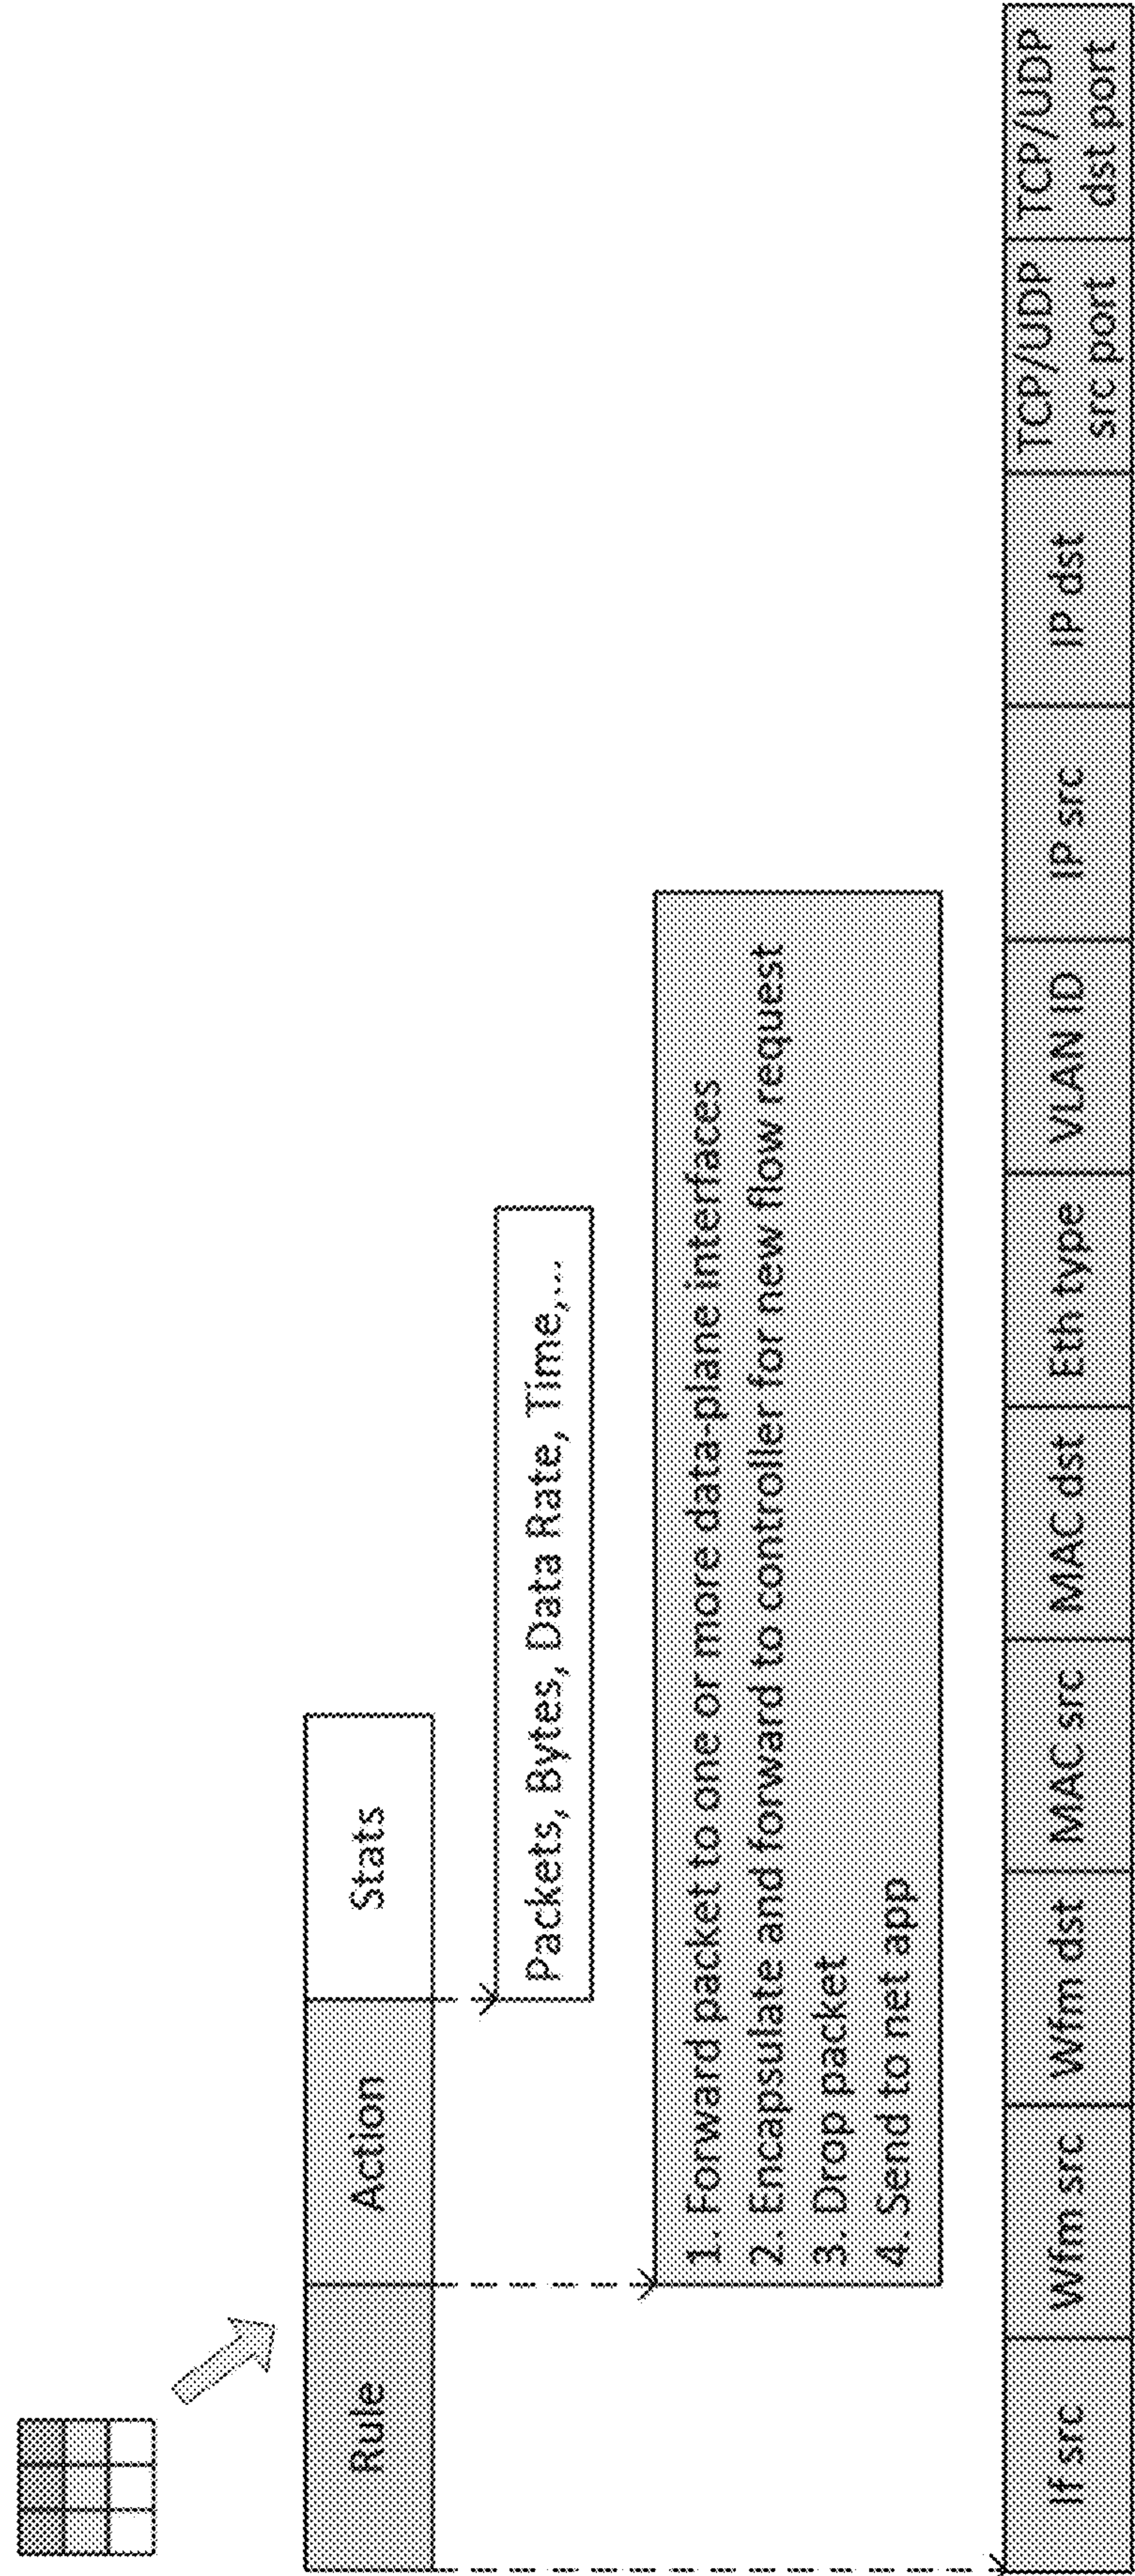 Rule
Action
Stats
Packets, Bytes, Data Rate, Time,...
1. Forward packet to one or more data-plane interfaces
2. Encapsulate and forward to controller for new flow request
3. Drop packet
4. Send to net app
If src
Wfm src
Wfm dst
MAC src
MAC dst
Eth type
VLAN ID
IP src
IP dst
TCP/UDP
src port
TCP/UDP
dst port